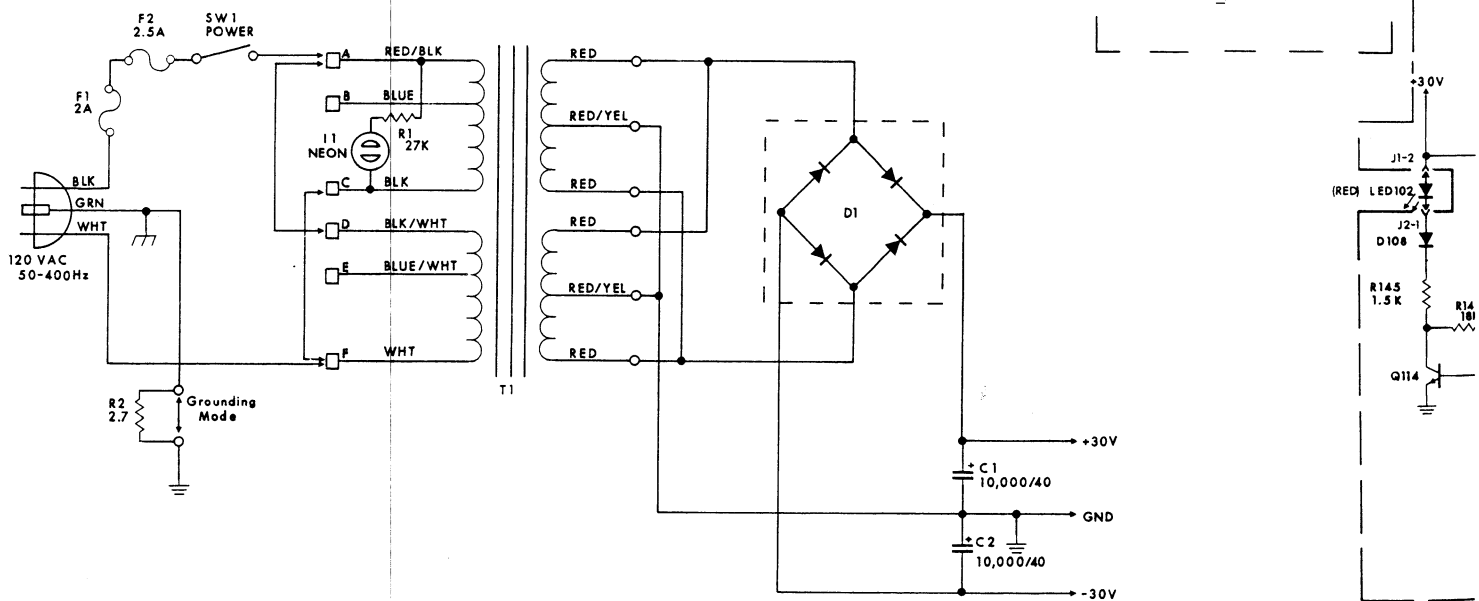 F2
2.5A
SW1
POWER
F1
2A
A
RED/BLK
B
BLUE
R1
27K
I1
NEON
C
BLK
D
BLK/WHT
E
BLUE/WHT
F
WHT
BLK
GRN
WHT
120 VAC
50-400Hz
R2
2.7
Grounding
Mode
T1
RED
RED/YEL
RED
RED
RED/YEL
RED
D1
+30V
+
C1
10,000/40
GND
+
C2
10,000/40
-30V
+30V
J1-2
(RED) LED102
J2-1
D108
R145
1.5K
R14
18
Q114